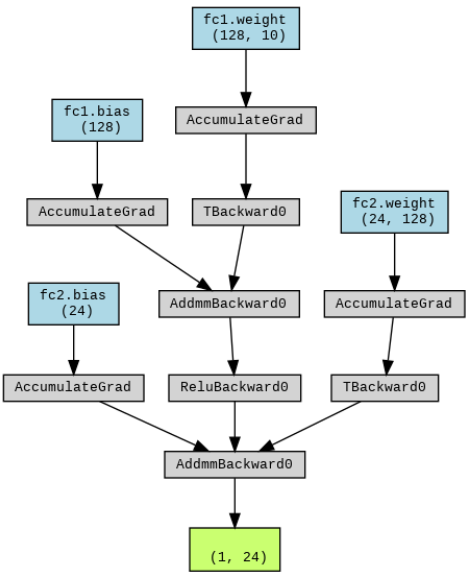 fc1.weight
(128, 10)
fc1.bias
(128)
AccumulateGrad
AccumulateGrad
TBackward0
fc2.weight
(24, 128)
fc2.bias
(24)
AddmmBackward0
AccumulateGrad
AccumulateGrad
ReluBackward0
TBackward0
AddmmBackward0
(1, 24)